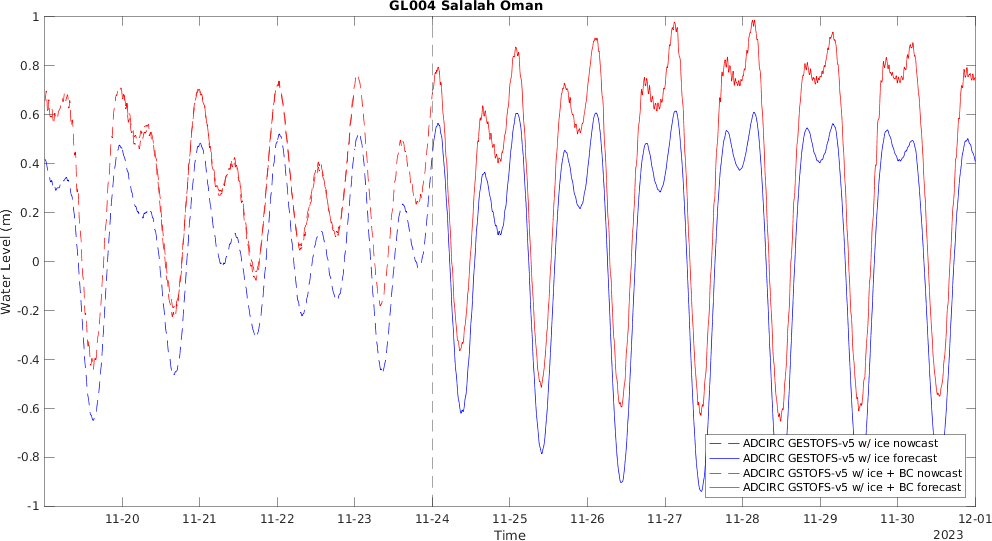 GL004 Salalah Oman
Water Level (m)
1
0.8
0.6
0.4
0.2
0
-0.2
-0.4
-0.6
-0.8
-1
ADCIRC GESTOFS-v5 w/ ice nowcast
ADCIRC GESTOFS-v5 w/ ice forecast
ADCIRC GSTOFS-v5 w/ ice + BC nowcast
ADCIRC GSTOFS-v5 w/ ice + BC forecast
11-20 11-21 11-22 11-23 11-24 11-25 11-26 11-27 11-28 11-29 11-30 12-01
Time 2023